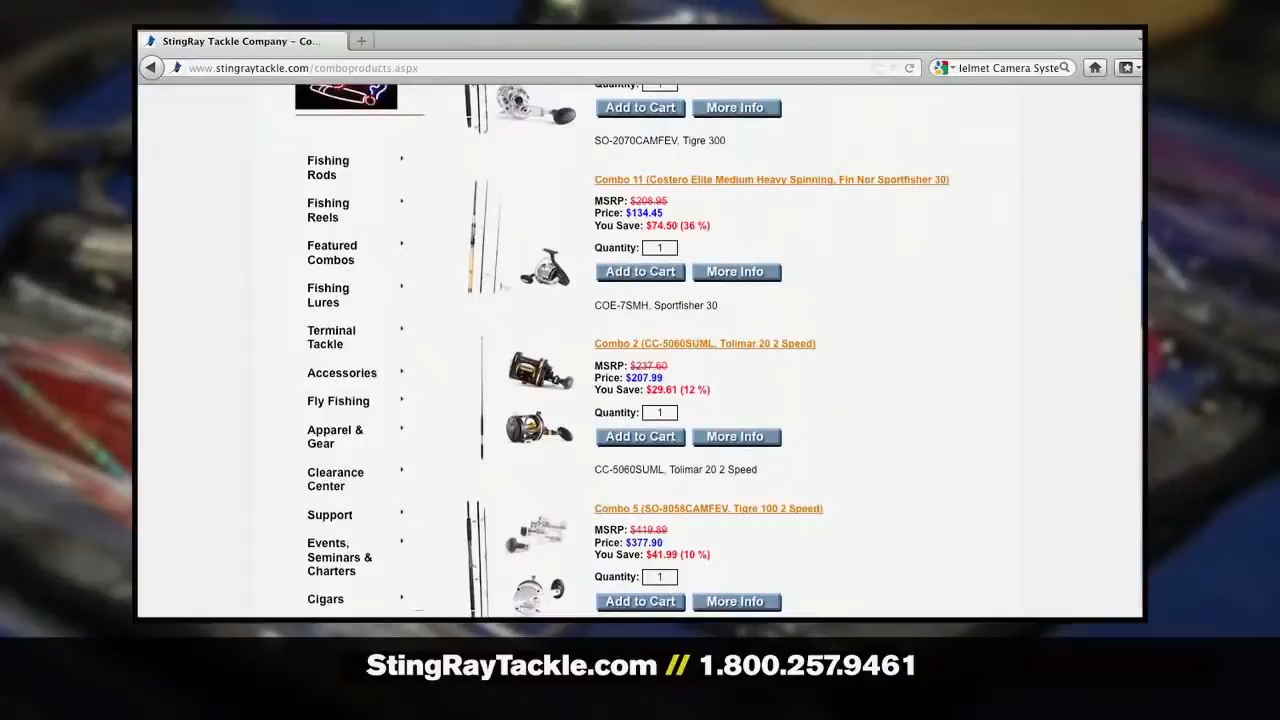 StingRay Tackle Company – Co...
www.stingraytackle.com/comboproducts.aspx
Helmet Camera Syste
Quantity: 1
Add to Cart More Info
SO-2070CAMFEV, Tigre 300
Combo 11 (Costero Elite Medium Heavy Spinning, Fin Nor Sportfisher 30)
MSRP: $208.95
Price: $134.45
You Save: $74.50 (36 %)
Quantity: 1
Add to Cart More Info
COE-7SMH, Sportfisher 30
Combo 2 (CC-5060SUML, Tolimar 20 2 Speed)
MSRP: $237.60
Price: $207.99
You Save: $29.61 (12 %)
Quantity: 1
Add to Cart More Info
CC-5060SUML, Tolimar 20 2 Speed
Combo 5 (SO-8058CAMFEV, Tigre 100 2 Speed)
MSRP: $419.89
Price: $377.90
You Save: $41.99 (10 %)
Quantity: 1
Add to Cart More Info
Fishing
Rods
Fishing
Reels
Featured
Combos
Fishing
Lures
Terminal
Tackle
Accessories
Fly Fishing
Apparel &
Gear
Clearance
Center
Support
Events,
Seminars &
Charters
Cigars
StingRayTackle.com // 1.800.257.9461